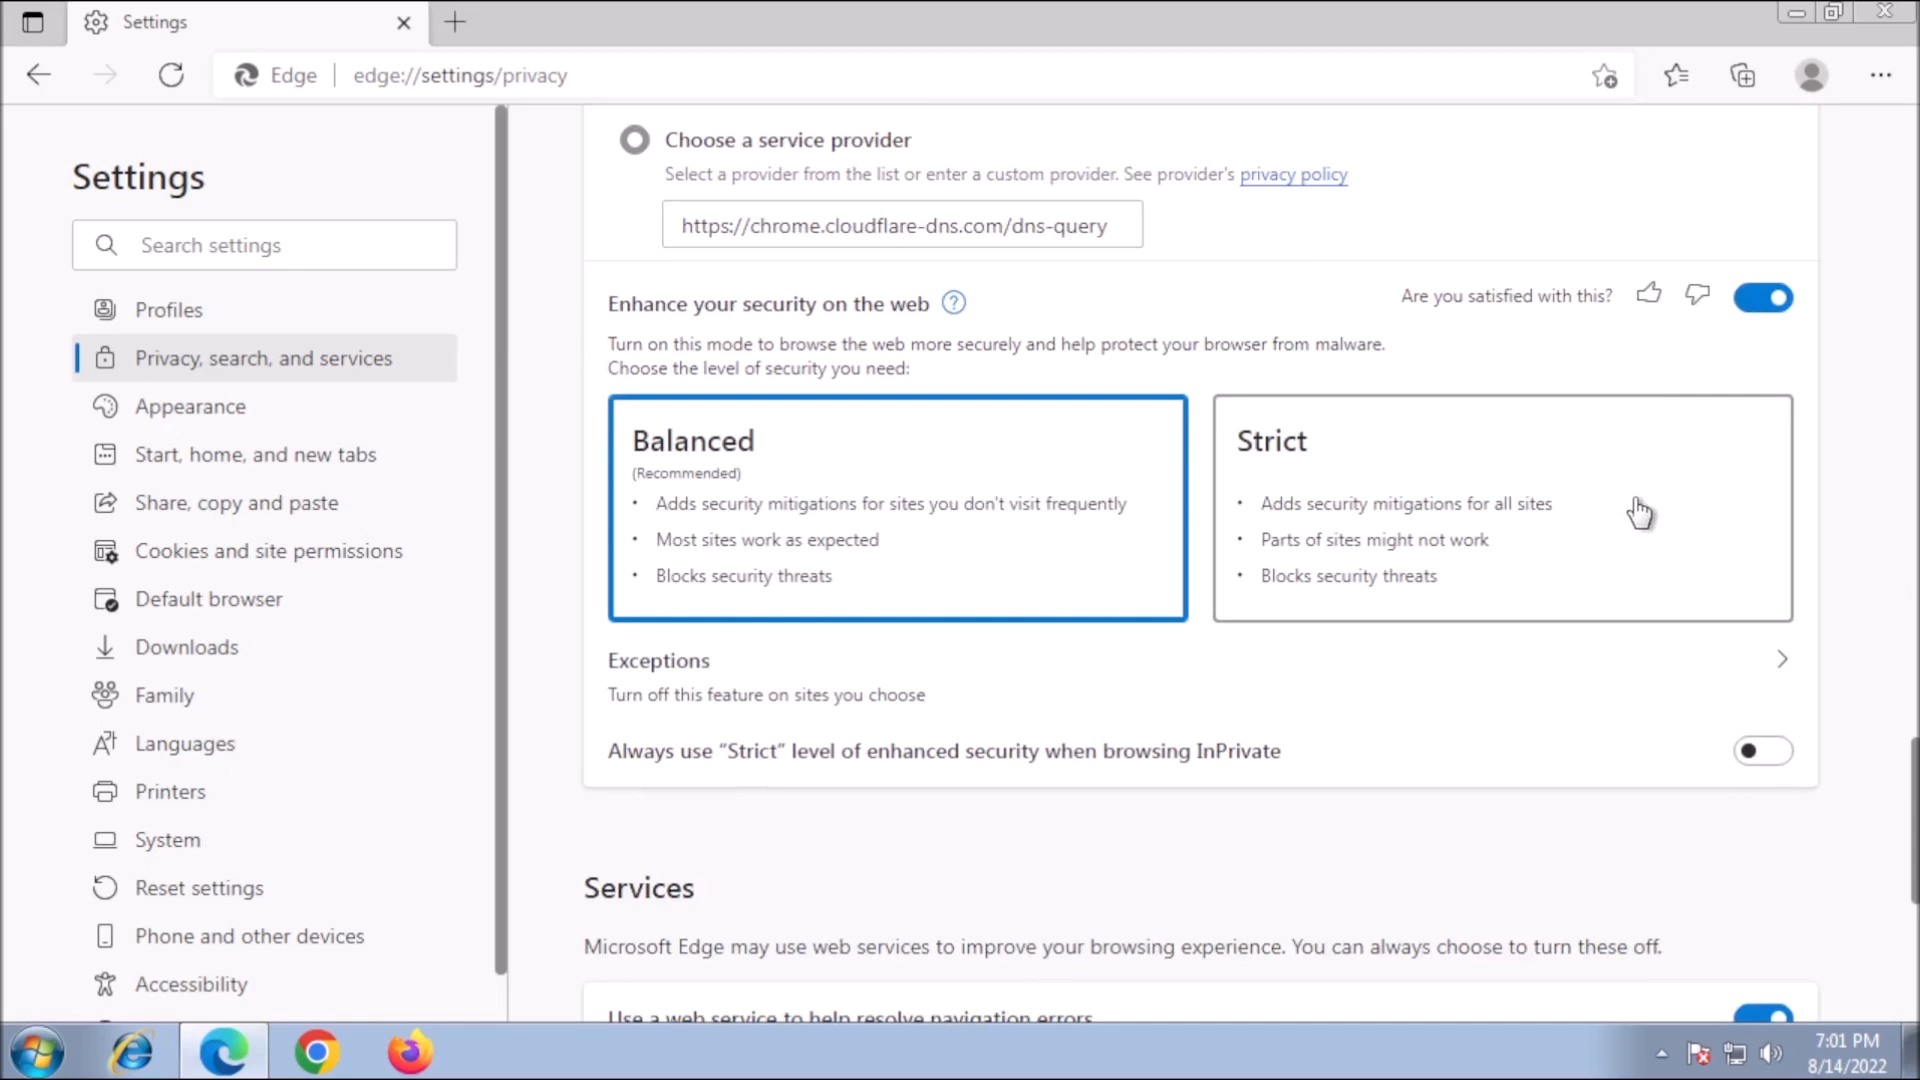 Settings
Edge
edge://settings/privacy
Settings
Search settings
Profiles
Privacy, search, and services
Appearance
Start, home, and new tabs
Share, copy and paste
Cookies and site permissions
Default browser
Downloads
Family
Languages
Printers
System
Reset settings
Phone and other devices
Accessibility
Choose a service provider
Select a provider from the list or enter a custom provider. See provider's privacy policy
https://chrome.cloudflare-dns.com/dns-query
Enhance your security on the web
Are you satisfied with this?
Turn on this mode to browse the web more securely and help protect your browser from malware.
Choose the level of security you need:
Balanced
(Recommended)
• Adds security mitigations for sites you don't visit frequently
• Most sites work as expected
• Blocks security threats
Strict
• Adds security mitigations for all sites
• Parts of sites might not work
• Blocks security threats
Exceptions
Turn off this feature on sites you choose
Always use “Strict” level of enhanced security when browsing InPrivate
Services
Microsoft Edge may use web services to improve your browsing experience. You can always choose to turn these off.
Use a web service to help resolve navigation errors
7:01 PM
8/14/2022